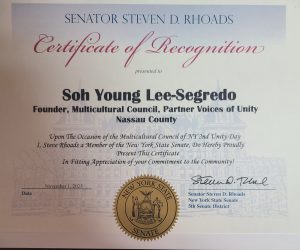 SENATOR STEVEN D. RHOADS
Certificate of Recognition
presented to
Soh Young Lee-Segredo
Founder, Multicultural Council, Partner Voices of Unity
Nassau County
Upon The Occasion of the Multicultural Council of NY 2nd Unity-Day
I, Steve Rhoads a Member of the New York State Senate, Do Hereby Proudly
Present This Certificate
In Fitting Appreciation of your Commitment to the Community!
November 1, 2023
Date
Senator Steven D. Rhoads
New York State Senate
5th Senate District
NEW YORK STATE
SENATE